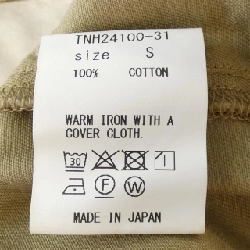 TNH24100-31
size S
100% COTTON
WARM IRON WITH A
COVER CLOTH.
30
F W
MADE IN JAPAN